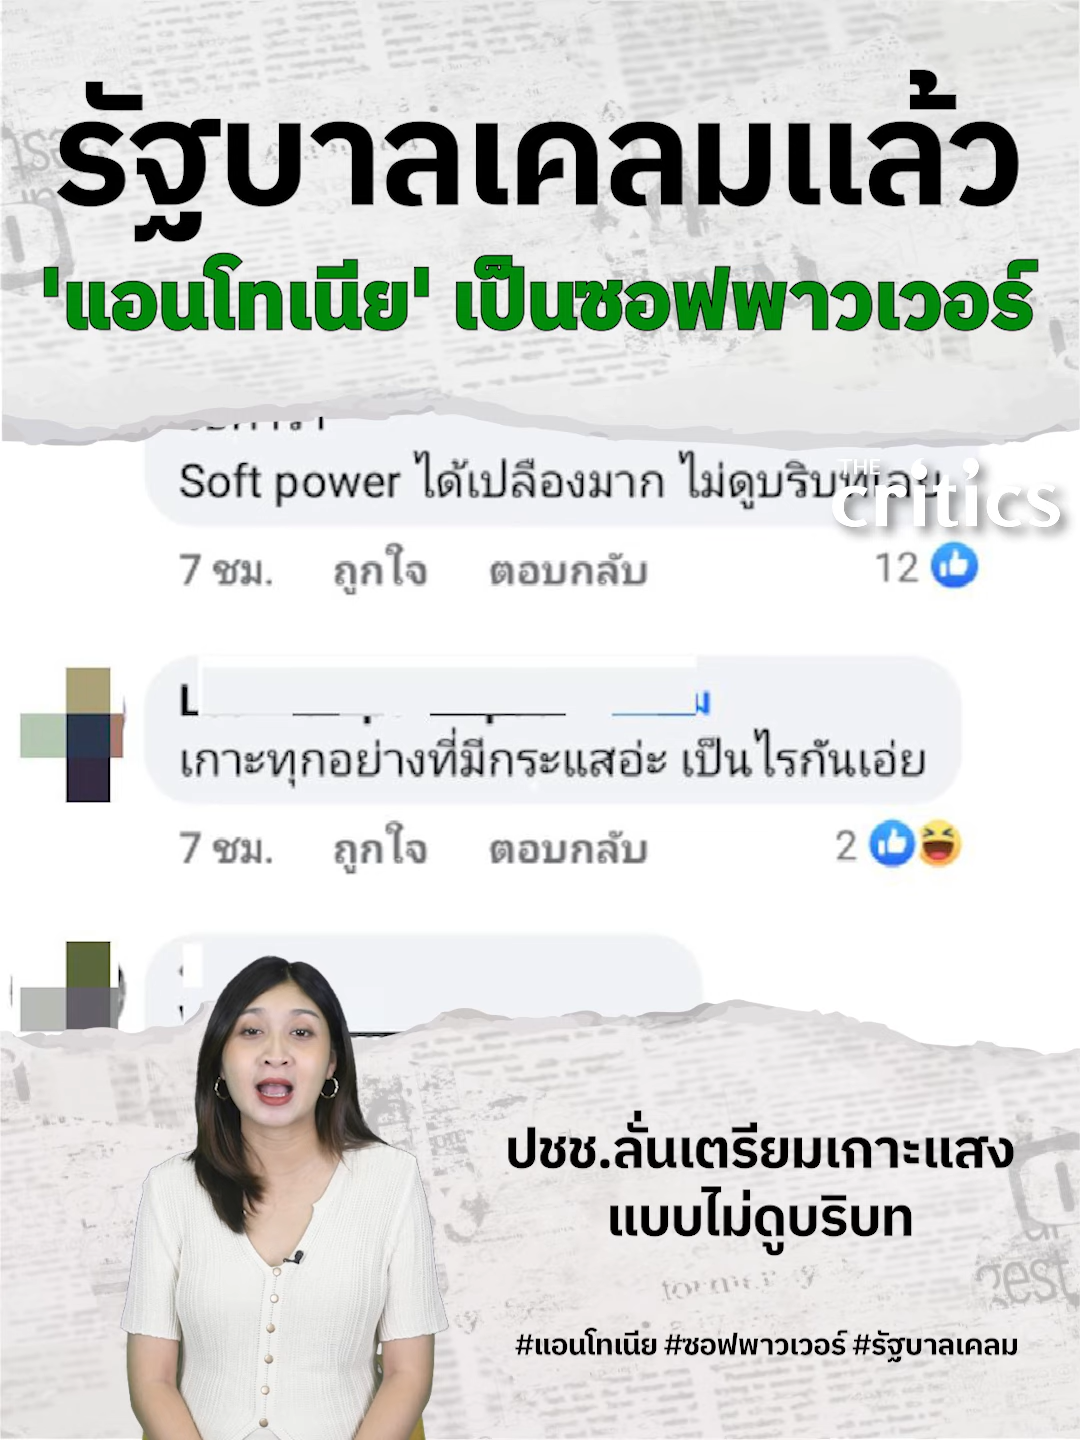 รัฐบาลเคลมแล้ว
'แอนโทเนีย' เป็นซอฟพาวเวอร์
Soft power ได้เปลืองมาก ไม่ดูบริบทเลย
THE critics
7 ชม. ถูกใจ ตอบกลับ 12
เกาะทุกอย่างที่มีกระแสอ่ะ เป็นไรกันเอ่ย
7 ชม. ถูกใจ ตอบกลับ 2
ปชช.ลั่นเตรียมเกาะแสง
แบบไม่ดูบริบท
#แอนโทเนีย #ซอฟพาวเวอร์ #รัฐบาลเคลม